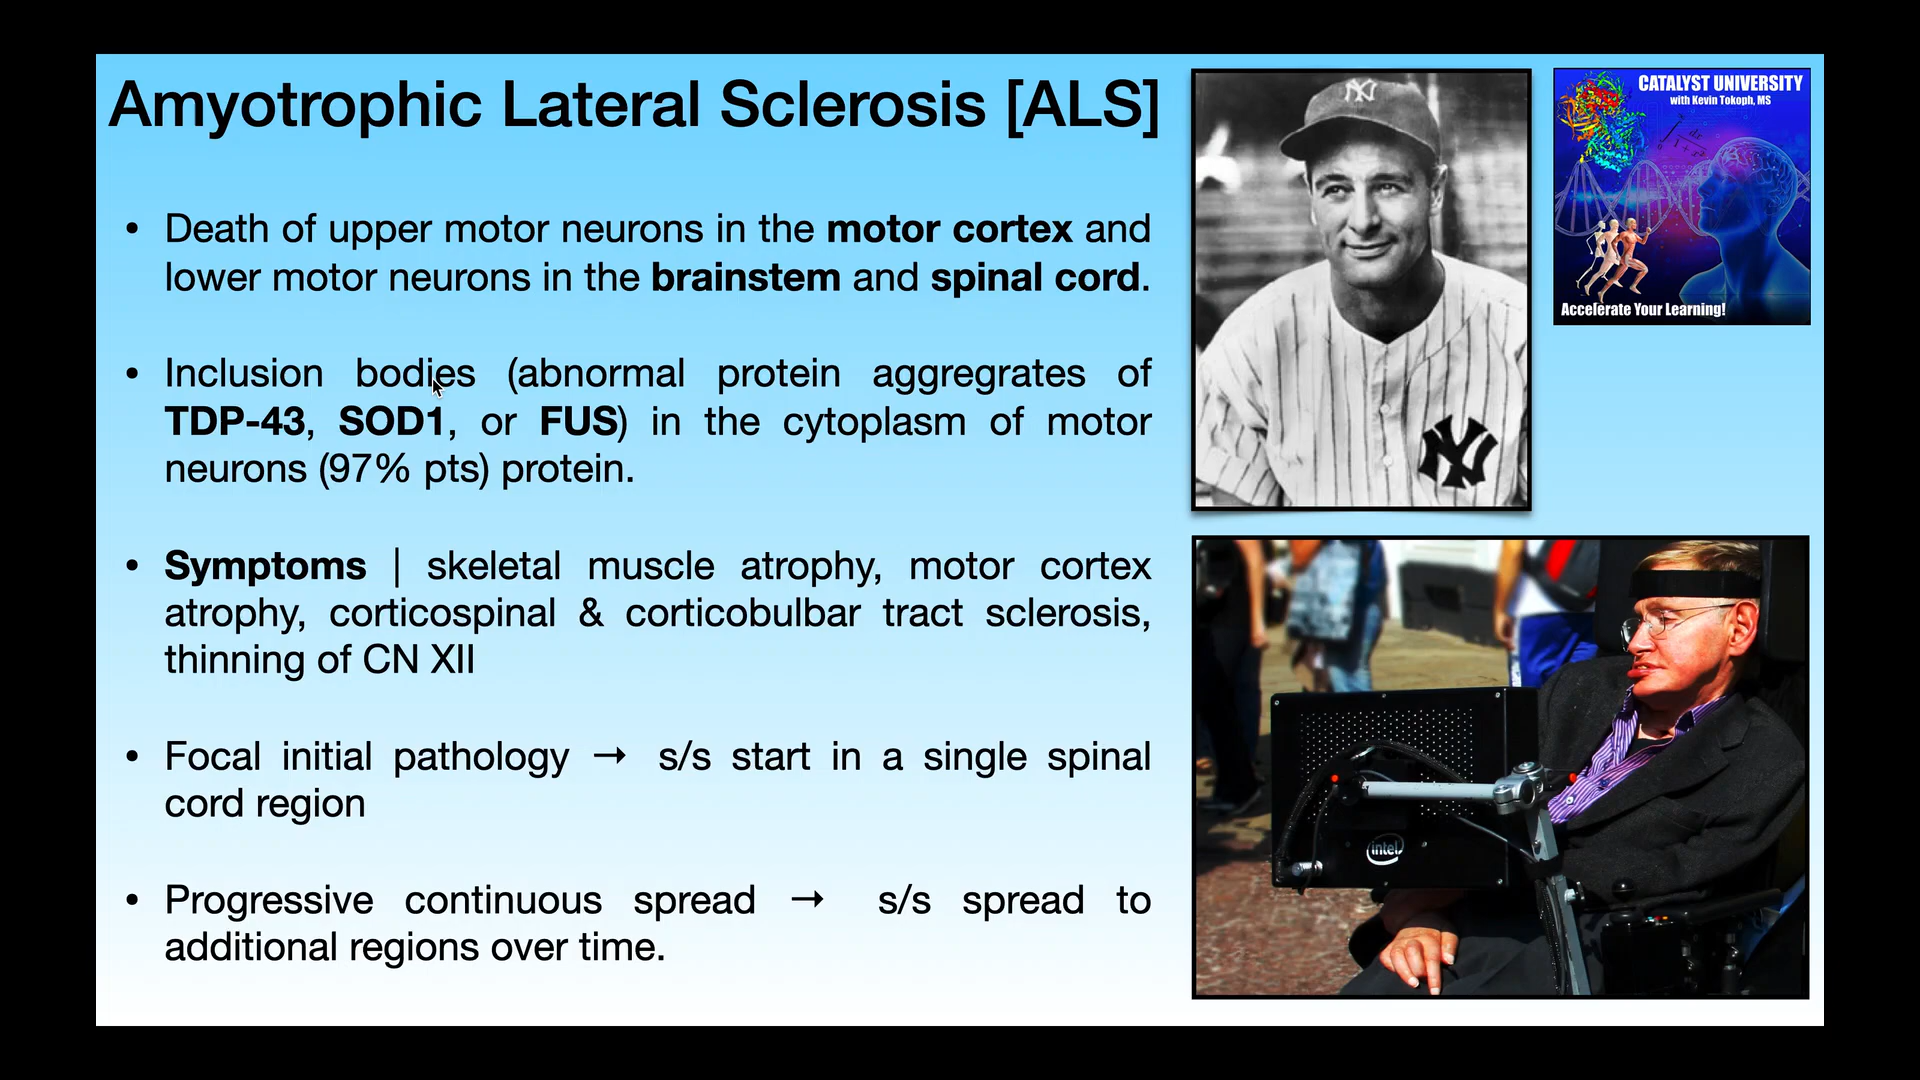 Amyotrophic Lateral Sclerosis [ALS]
• Death of upper motor neurons in the motor cortex and
lower motor neurons in the brainstem and spinal cord.
• Inclusion bodies (abnormal protein aggregrates of
TDP-43, SOD1, or FUS) in the cytoplasm of motor
neurons (97% pts) protein.
• Symptoms | skeletal muscle atrophy, motor cortex
atrophy, corticospinal & corticobulbar tract sclerosis,
thinning of CN XII
• Focal initial pathology → s/s start in a single spinal
cord region
• Progressive continuous spread → s/s spread to
additional regions over time.
NY
NY
CATALYST UNIVERSITY
with Kevin Tokoph, MS
Accelerate Your Learning!
intel